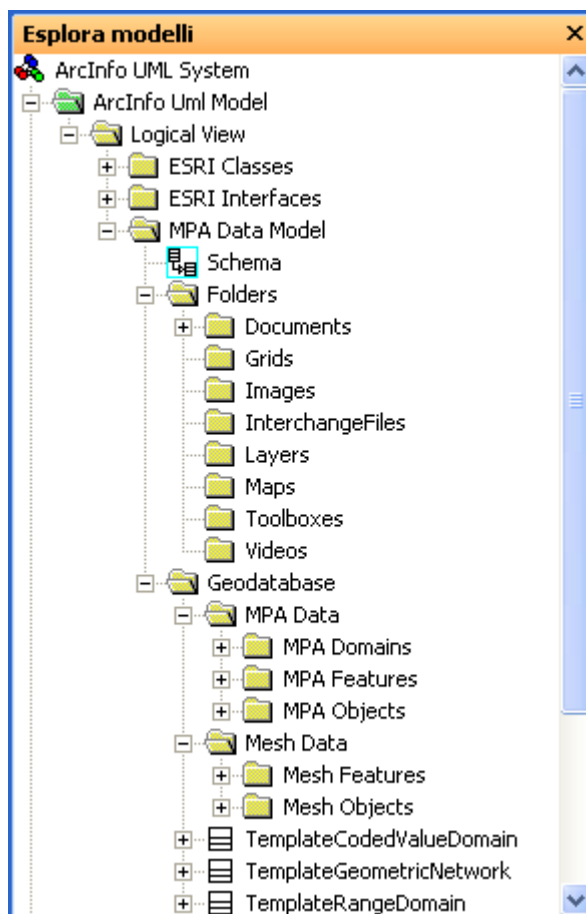 Esplora modelli
ArcInfo UML System
ArcInfo Uml Model
Logical View
ESRI Classes
ESRI Interfaces
MPA Data Model
Schema
Folders
Documents
Grids
Images
InterchangeFiles
Layers
Maps
Toolboxes
Videos
Geodatabase
MPA Data
MPA Domains
MPA Features
MPA Objects
Mesh Data
Mesh Features
Mesh Objects
TemplateCodedValueDomain
TemplateGeometricNetwork
TemplateRangeDomain